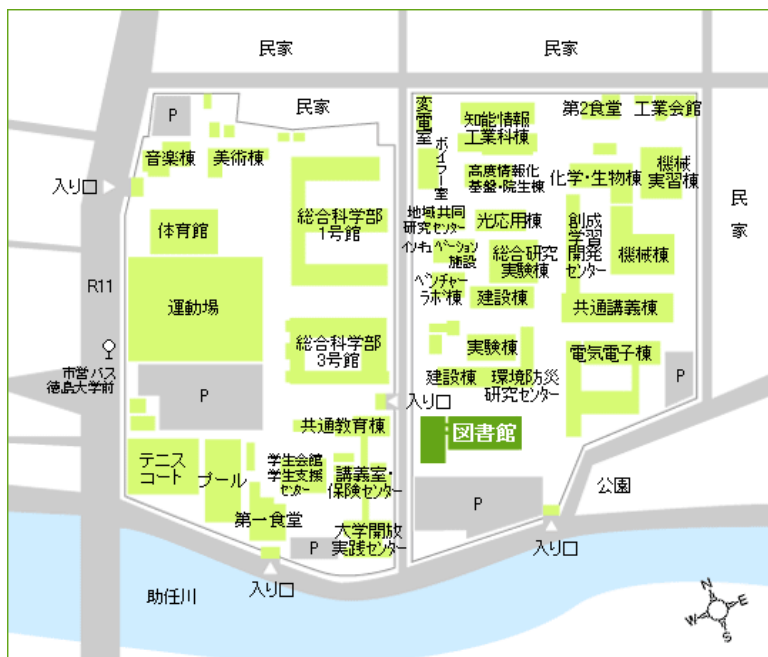 民家
民家
P
民家
音楽棟
美術棟
入り口
体育館
総合科学部
1号館
R11
運動場
市営バス
徳島大学前
総合科学部
3号館
P
入り口
共通教育棟
テニス
コート
プール
学生会館
学生支援
センター
講義室・
保険センター
第一食堂
大学開放
実践センター
P
入り口
助任川
変電室
ボイラー室
知能情報
工業科棟
第2食堂
工業会館
高度情報化
基盤・院生棟
化学・生物棟
機械
実習棟
民家
地域共同
研究センター
光応用棟
創成
学習
開発
センター
インキュベーション
施設
総合研究
実験棟
機械棟
ベンチャー
ラボ棟
建設棟
共通講義棟
実験棟
電気電子棟
建設棟
環境防災
研究センター
P
図書館
公園
P
入り口
N
E
W
S